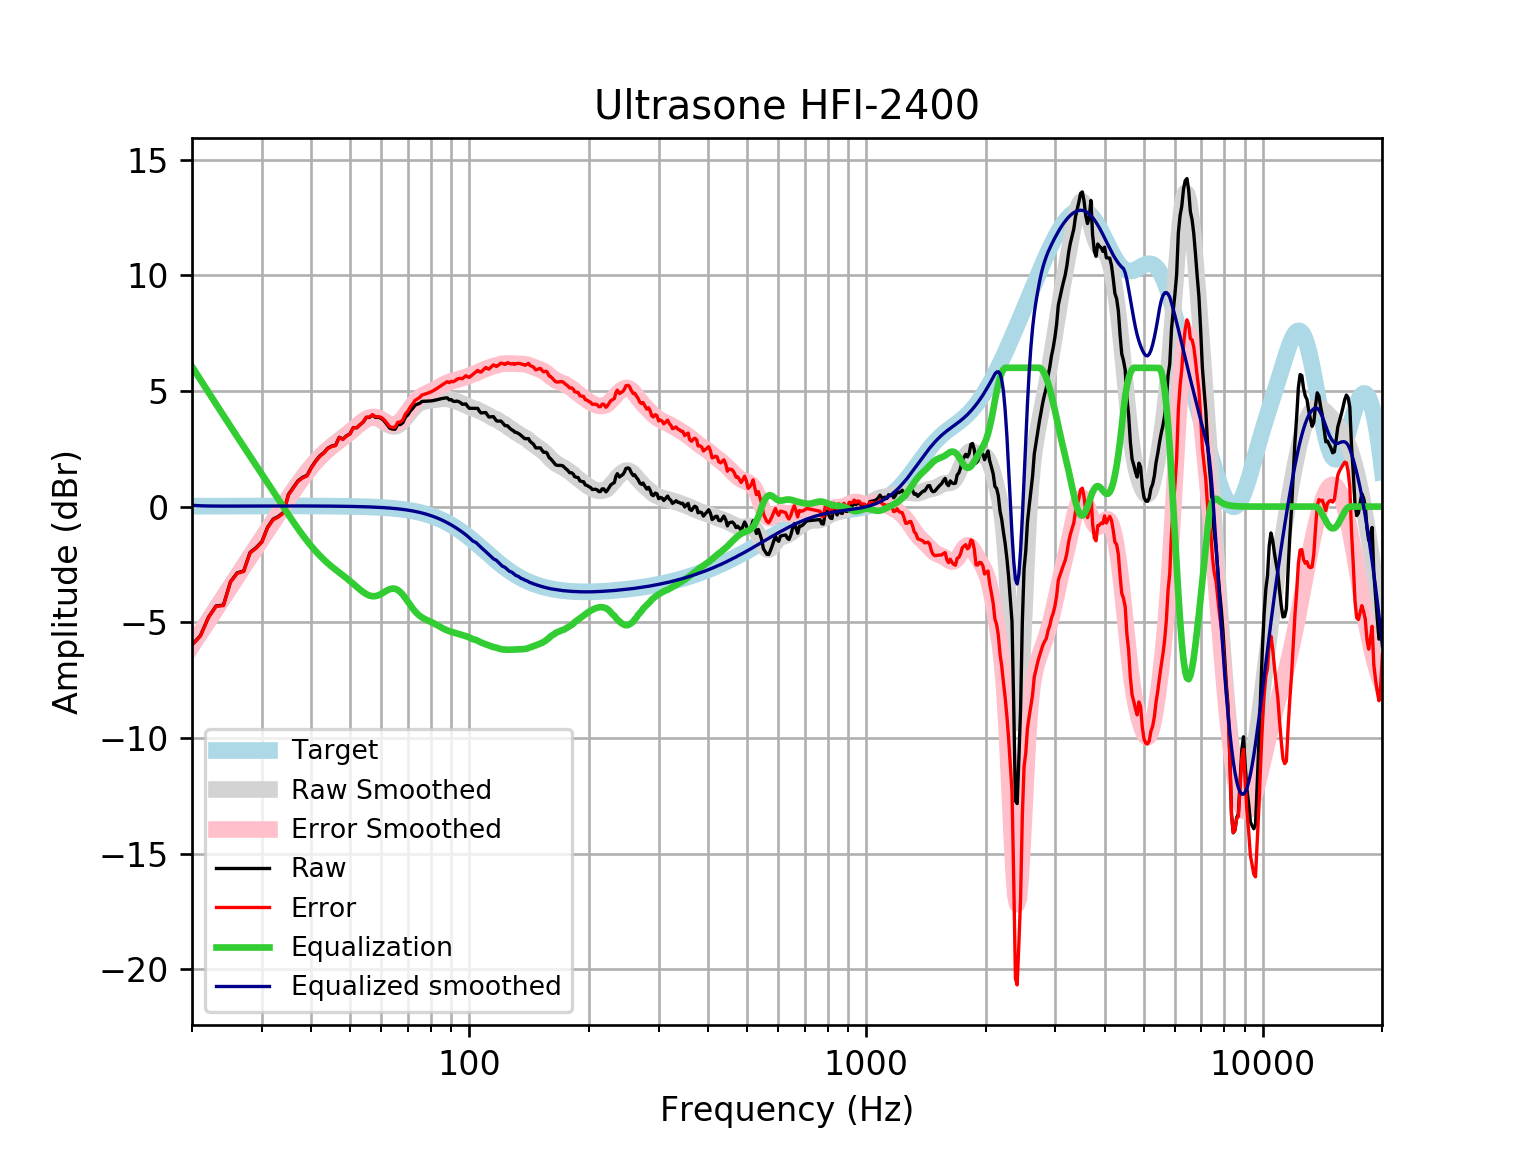 Ultrasone HFI-2400
15
10
5
0
−5
−10
−15
−20
Amplitude (dBr)
Target
Raw Smoothed
Error Smoothed
Raw
Error
Equalization
Equalized smoothed
100
1000
10000
Frequency (Hz)